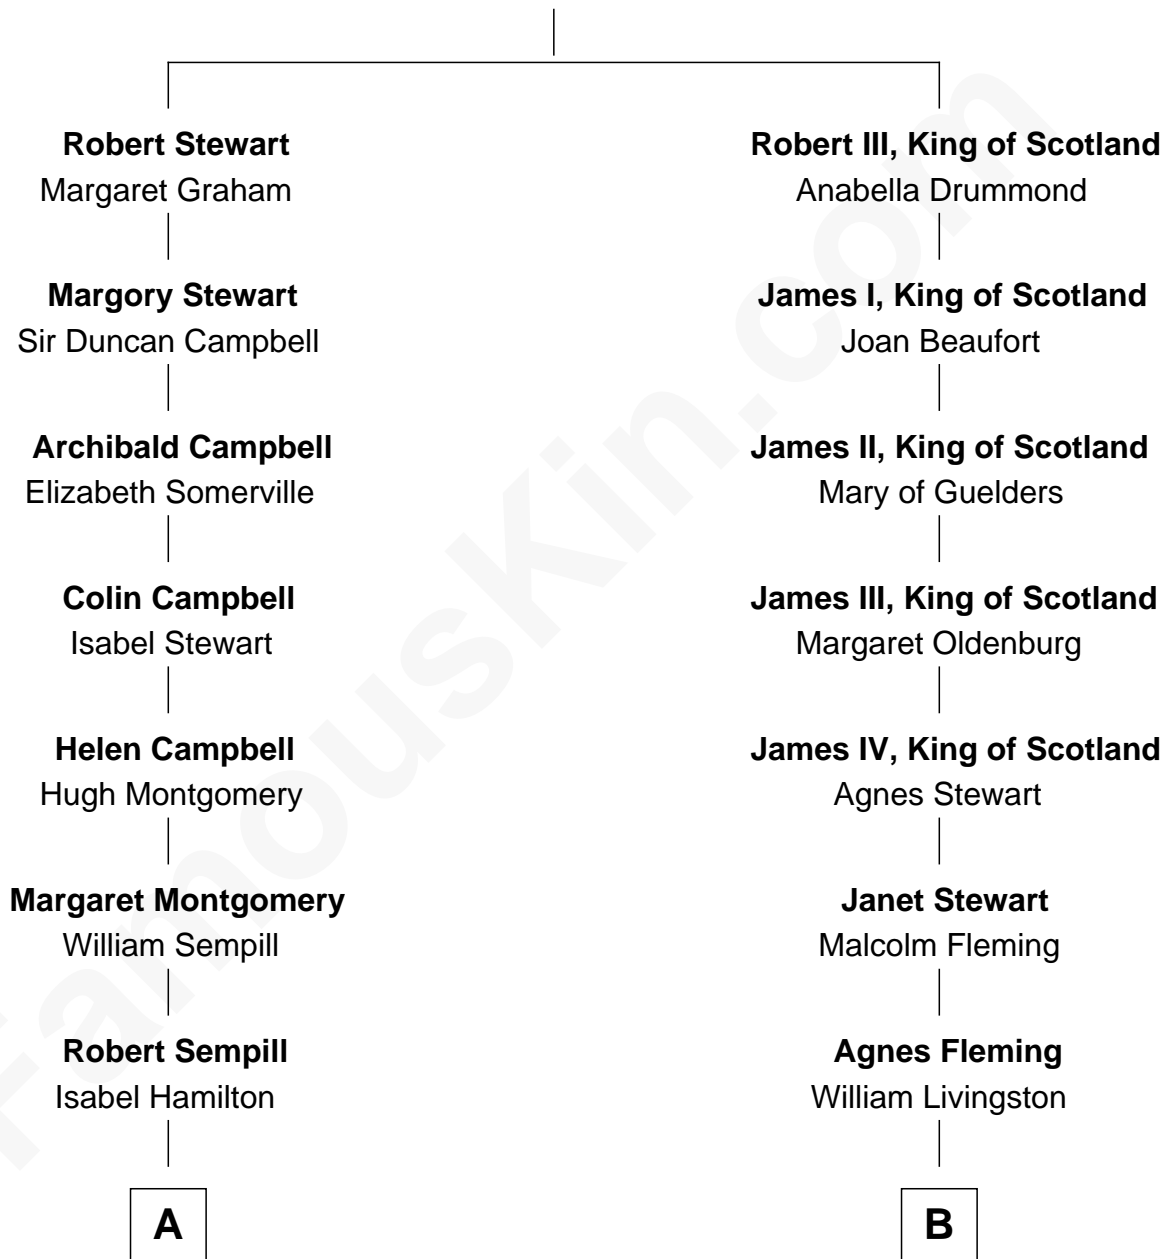 Robert Stewart
Margaret Graham
Margory Stewart
Sir Duncan Campbell
Archibald Campbell
Elizabeth Somerville
Colin Campbell
Isabel Stewart
Helen Campbell
Hugh Montgomery
Margaret Montgomery
William Sempill
Robert Sempill
Isabel Hamilton
A
Robert III, King of Scotland
Anabella Drummond
James I, King of Scotland
Joan Beaufort
James II, King of Scotland
Mary of Guelders
James III, King of Scotland
Margaret Oldenburg
James IV, King of Scotland
Agnes Stewart
Janet Stewart
Malcolm Fleming
Agnes Fleming
William Livingston
B
FamousKin.com